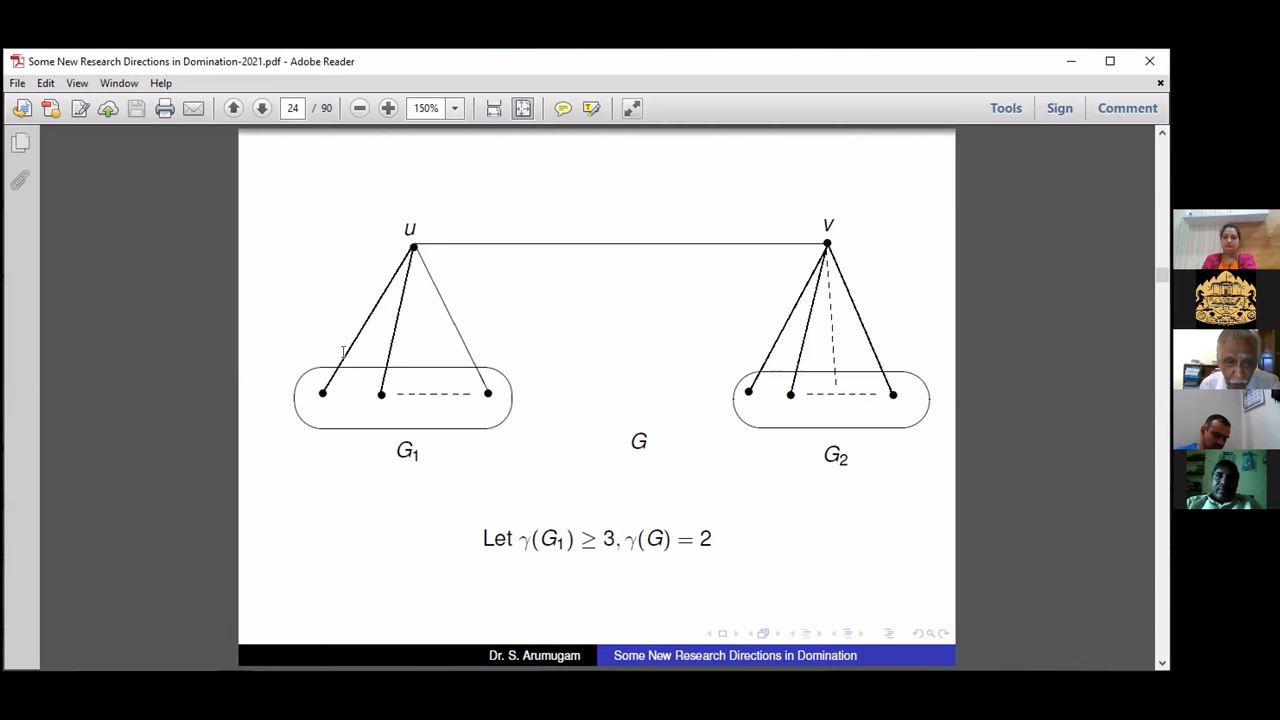 Some New Research Directions in Domination-2021.pdf - Adobe Reader
File Edit View Window Help
24 / 90 150% Tools Sign Comment
u v
G₁ G G₂
Let γ(G₁) ≥ 3, γ(G) = 2
Dr. S. Arumugam Some New Research Directions in Domination